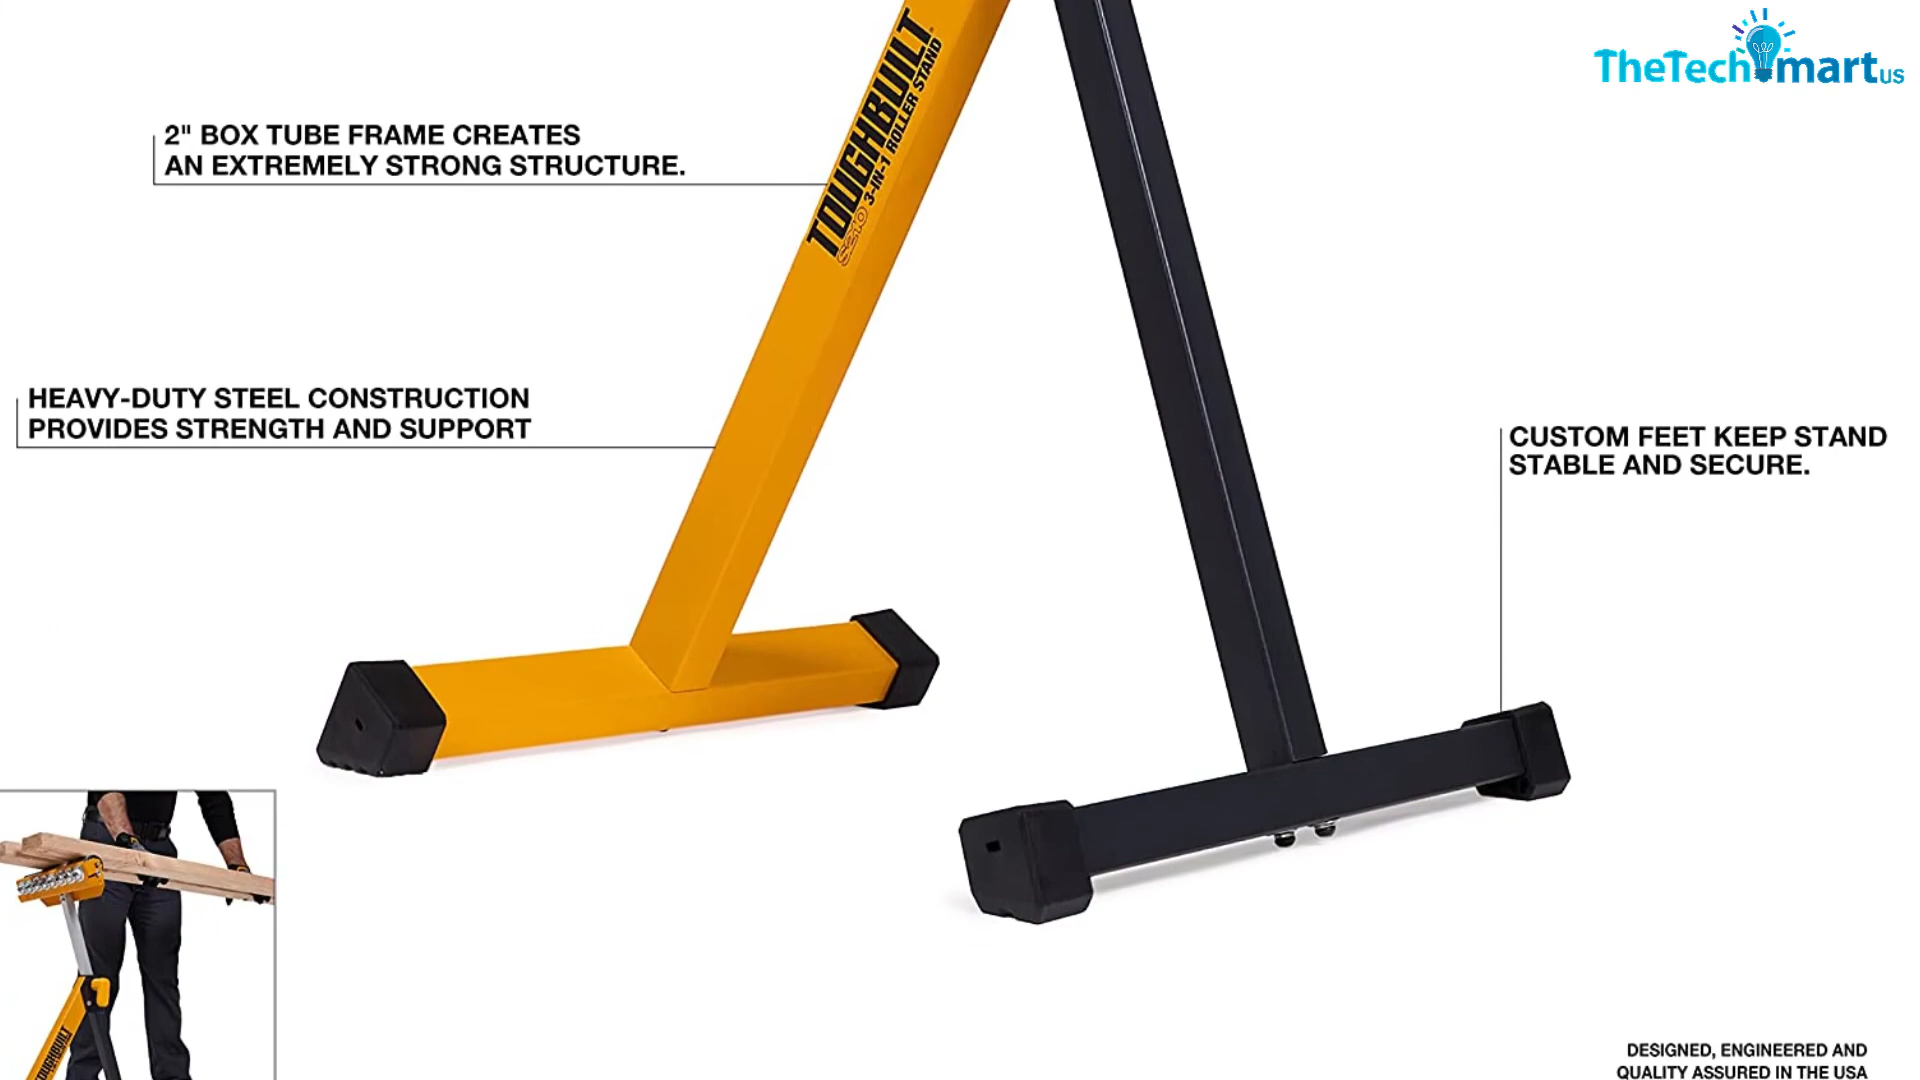 TheTechSmartUS
2" BOX TUBE FRAME CREATES
AN EXTREMELY STRONG STRUCTURE.
TOUGHBUILT
S210 3-IN-1 ROLLER STAND
HEAVY-DUTY STEEL CONSTRUCTION
PROVIDES STRENGTH AND SUPPORT
CUSTOM FEET KEEP STAND
STABLE AND SECURE.
TOUGHBUILT
DESIGNED, ENGINEERED AND
QUALITY ASSURED IN THE USA